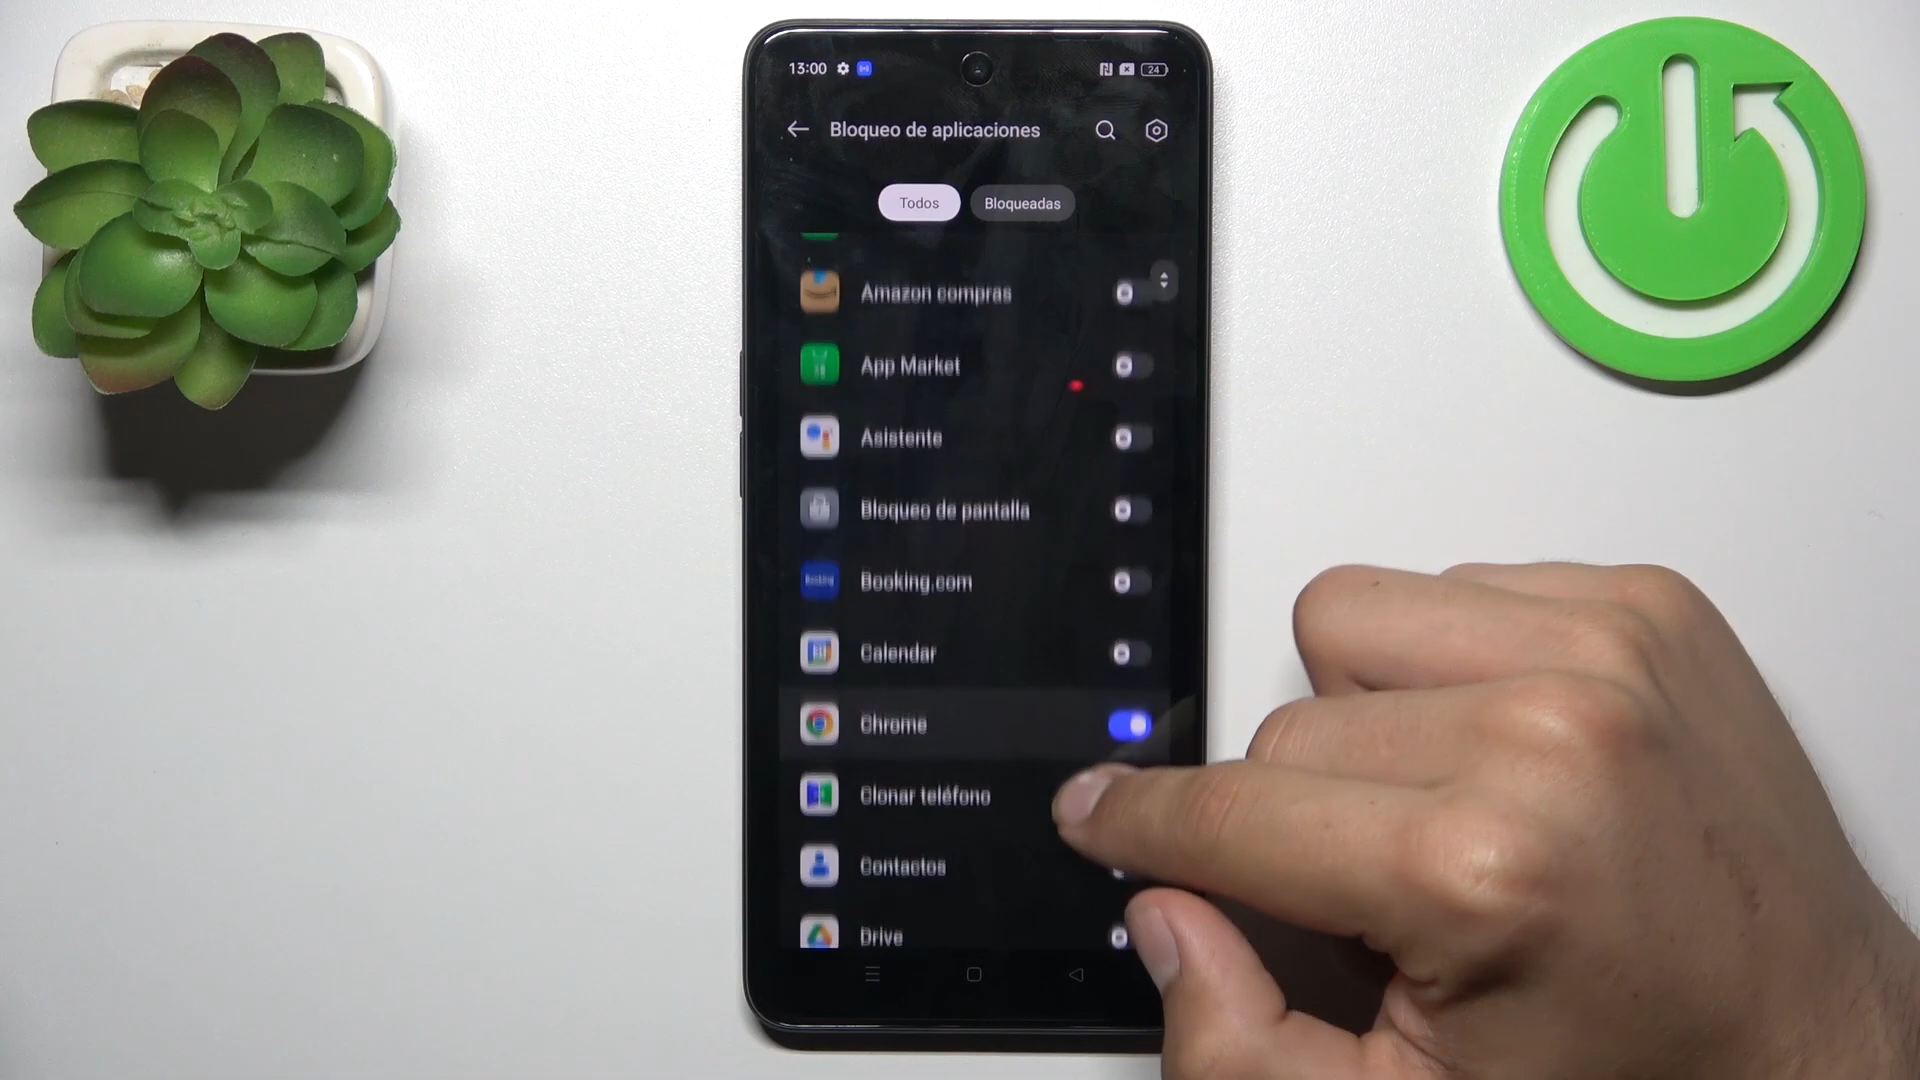 13:00 24
Bloqueo de aplicaciones
Todos Bloqueadas
Amazon compras
App Market
Asistente
Bloqueo de pantalla
Booking.com
Calendar
Chrome
Clonar teléfono
Contactos
Drive